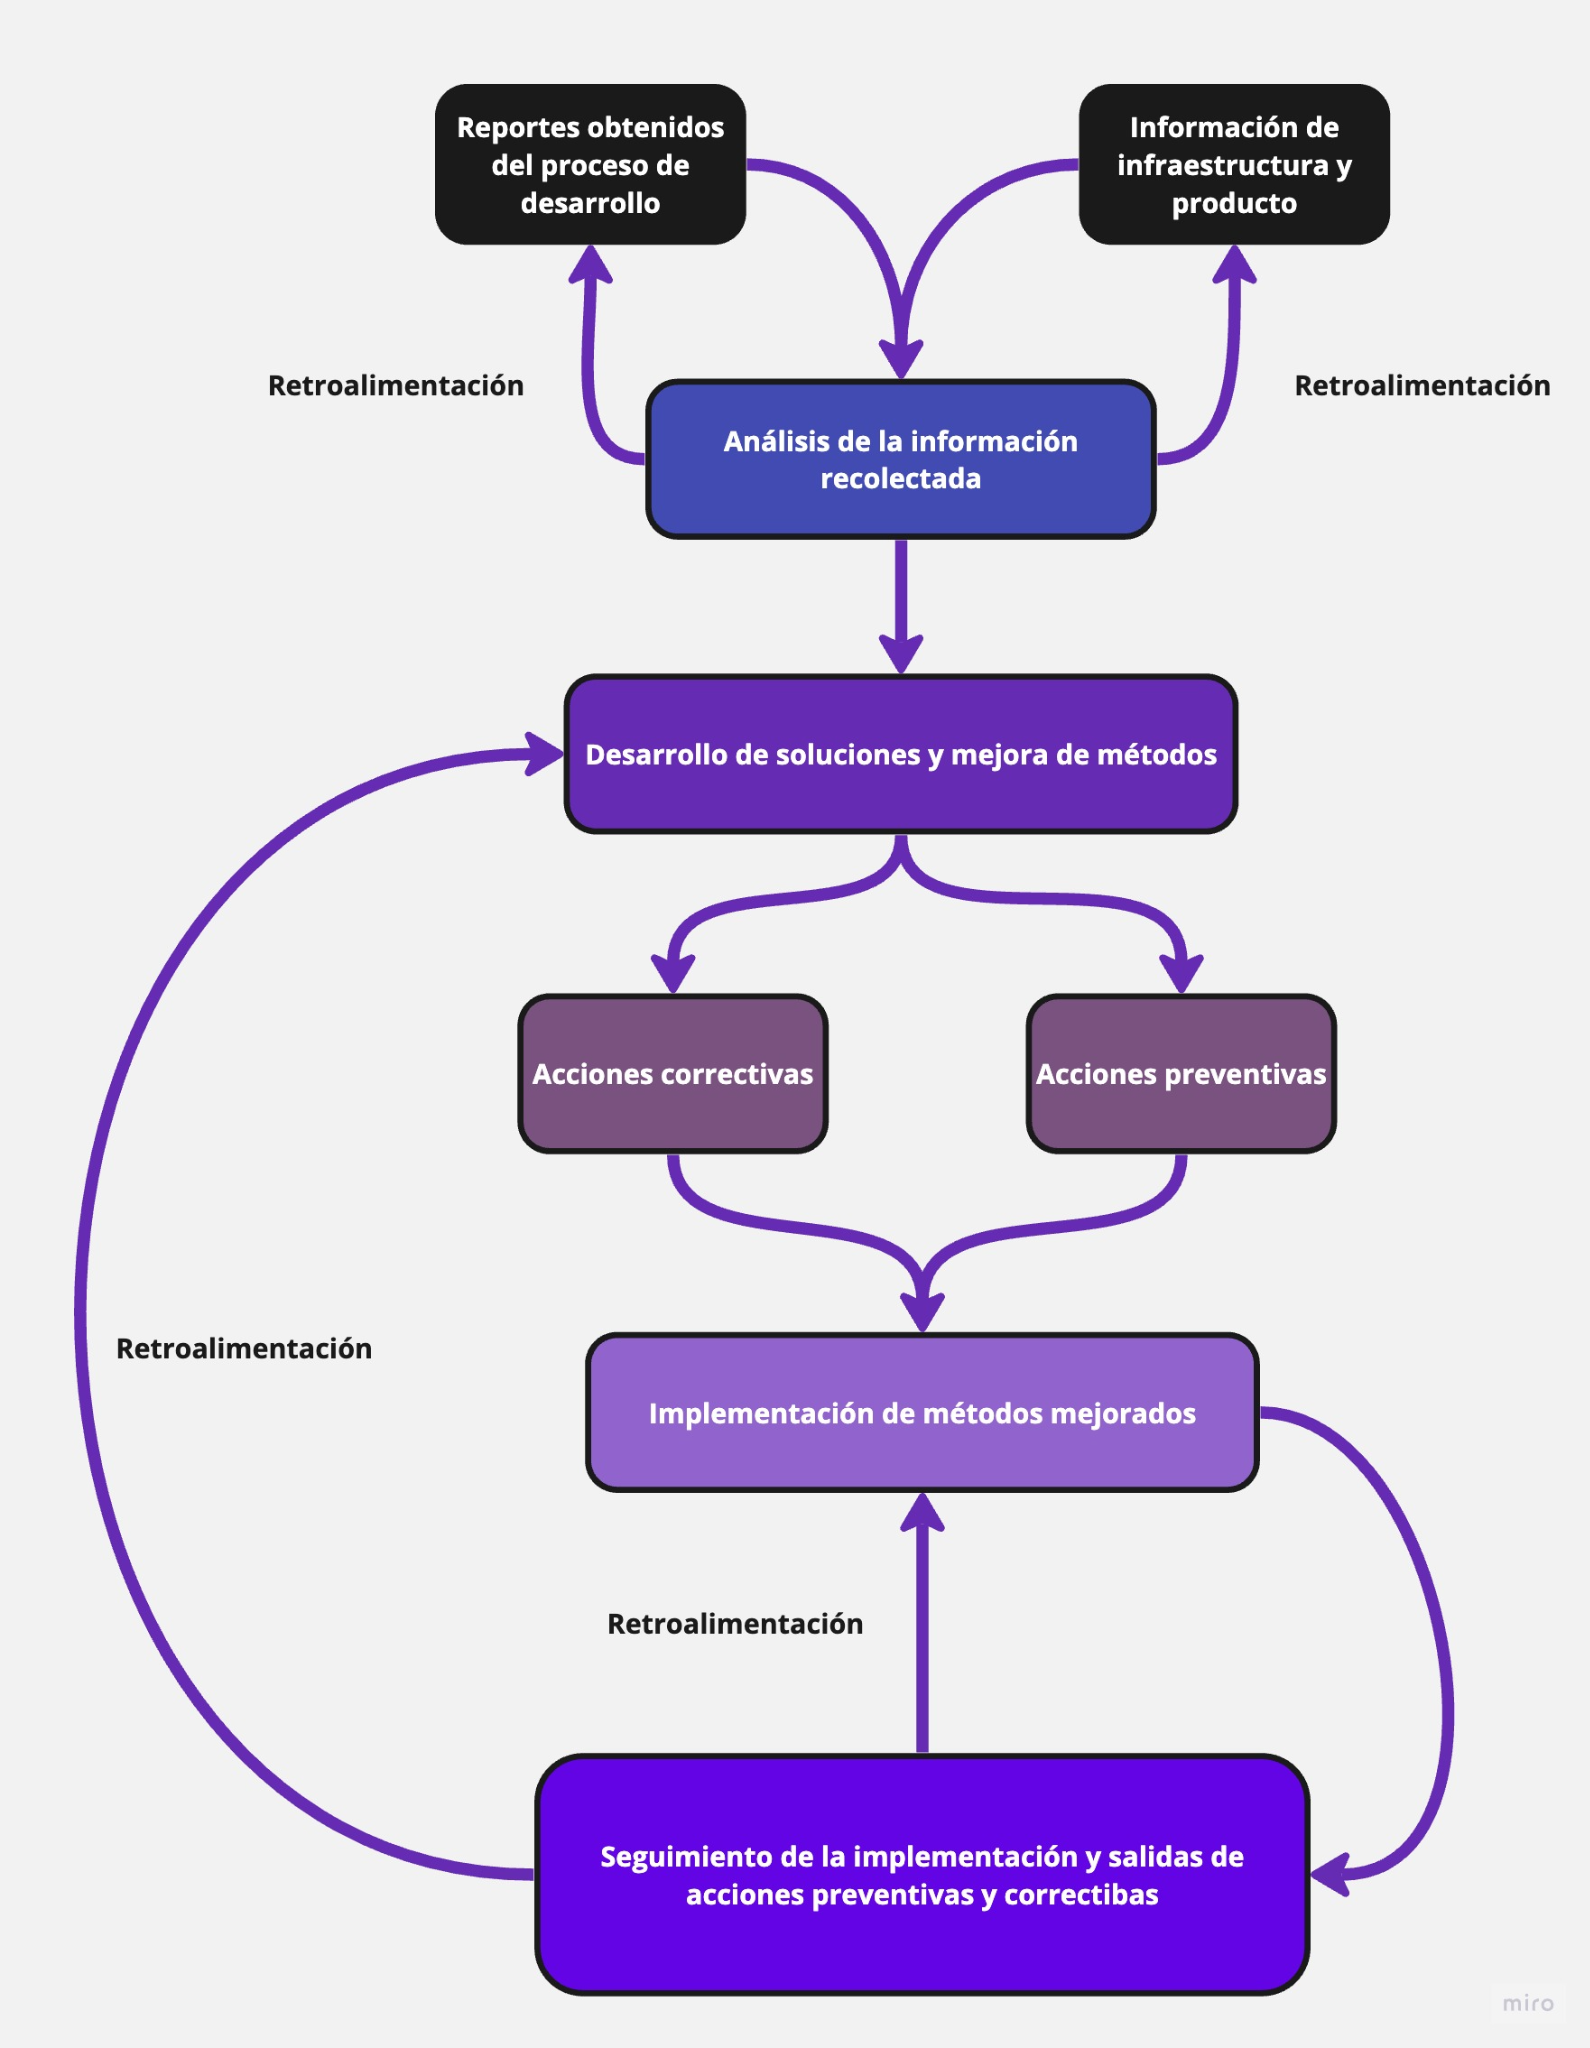 Reportes obtenidos
del proceso de
desarrollo
Información de
infraestructura y
producto
Retroalimentación
Retroalimentación
Análisis de la información
recolectada
Desarrollo de soluciones y mejora de métodos
Acciones correctivas
Acciones preventivas
Retroalimentación
Implementación de métodos mejorados
Retroalimentación
Seguimiento de la implementación y salidas de
acciones preventivas y correctibas
miro